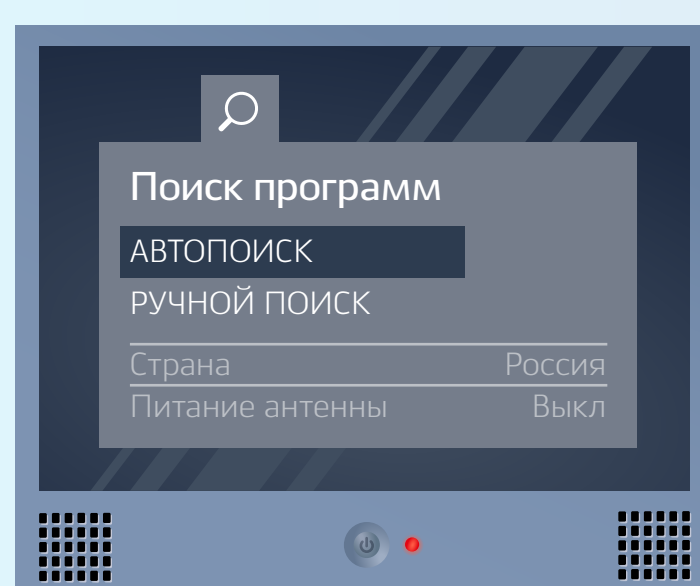 Поиск программ
АВТОПОИСК
РУЧНОЙ ПОИСК
Страна Россия
Питание антенны Выкл